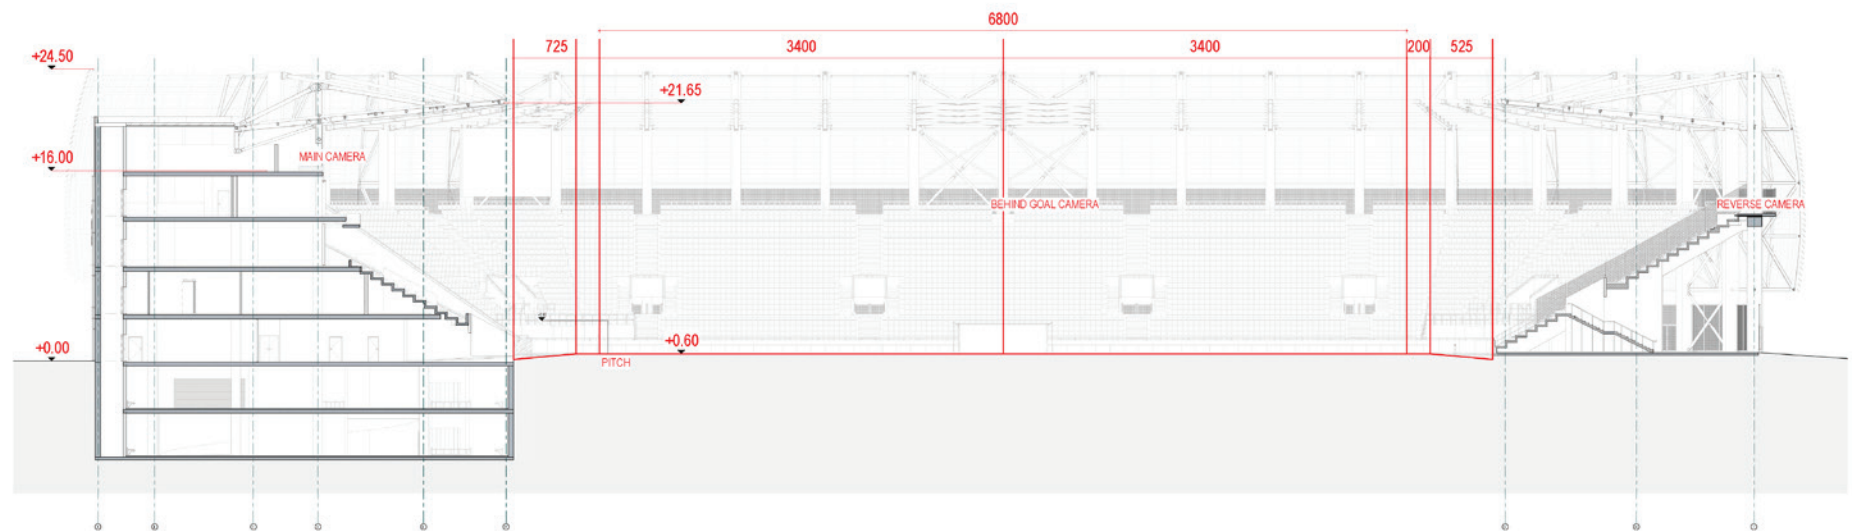 6800
725
3400
3400
200
525
+24.50
+21.65
MAIN CAMERA
+16.00
BEHIND GOAL CAMERA
REVERSE CAMERA
+0.00
+0.60
PITCH